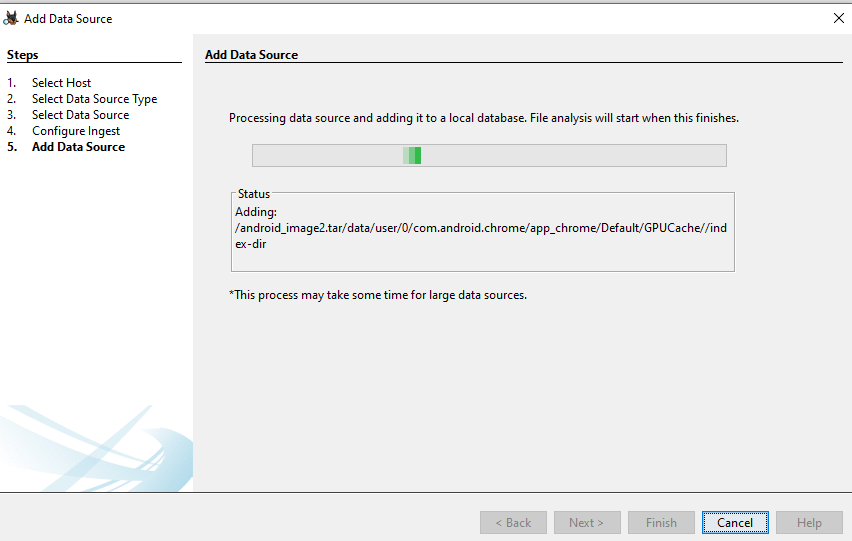 Add Data Source
Steps
1. Select Host
2. Select Data Source Type
3. Select Data Source
4. Configure Ingest
5. Add Data Source
Add Data Source
Processing data source and adding it to a local database. File analysis will start when this finishes.
Status
Adding:
/android_image2.tar/data/user/0/com.android.chrome/app_chrome/Default/GPUCache//ind
ex-dir
*This process may take some time for large data sources.
< Back
Next >
Finish
Cancel
Help